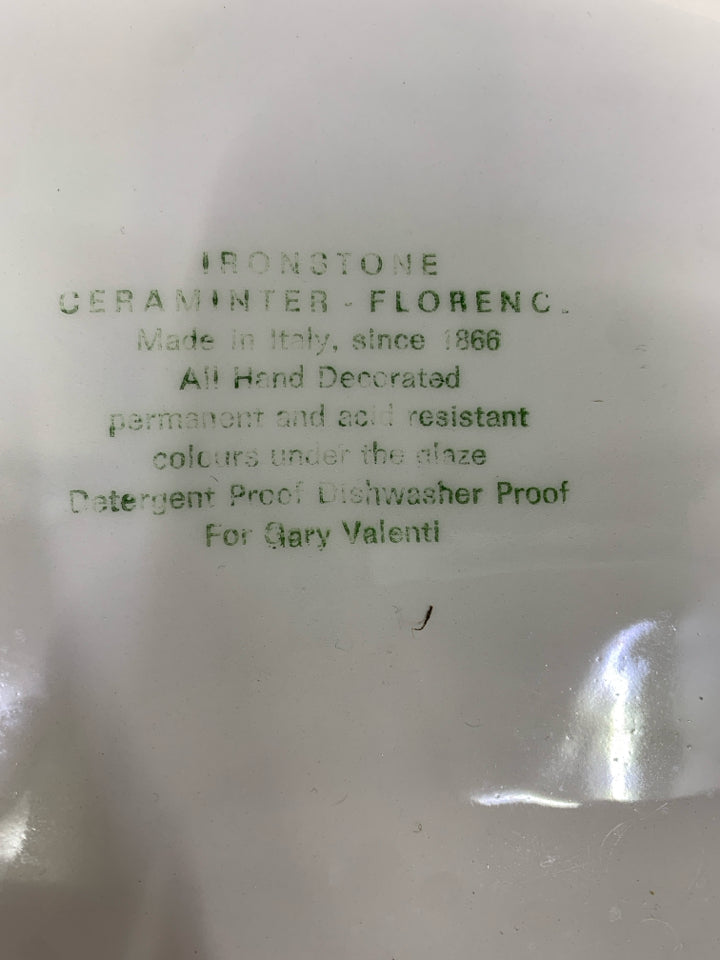 IRONSTONE
CERAMINTER - FLORENC.
Made in Italy, since 1866
All Hand Decorated
permanent and acid resistant
colours under the glaze
Detergent Proof Dishwasher Proof
For Gary Valenti